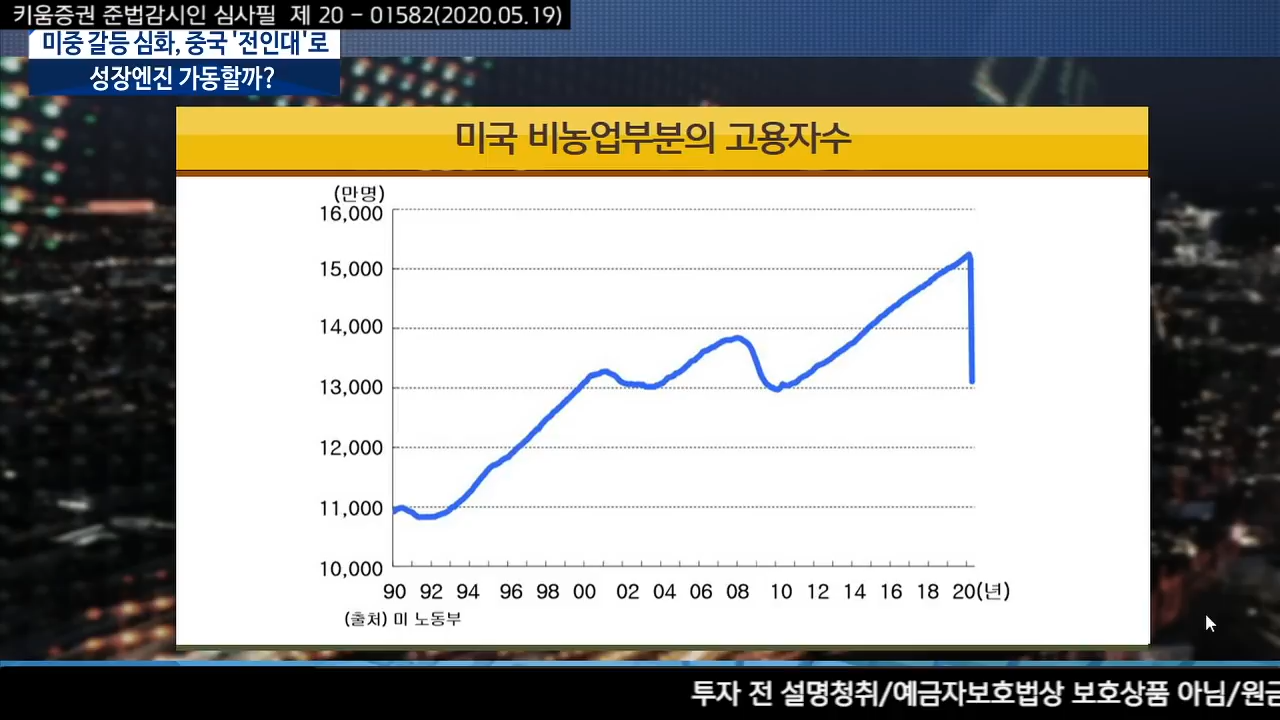 키움증권 준법감시인 심사필 제 20 - 01582(2020.05.19)
미중 갈등 심화, 중국 '전인대'로
성장엔진 가동할까?
미국 비농업부분의 고용자수
(만명)
16,000
15,000
14,000
13,000
12,000
11,000
10,000
90 92 94 96 98 00 02 04 06 08 10 12 14 16 18 20(년)
(출처) 미 노동부
투자 전 설명청취/예금자보호법상 보호상품 아님/원금